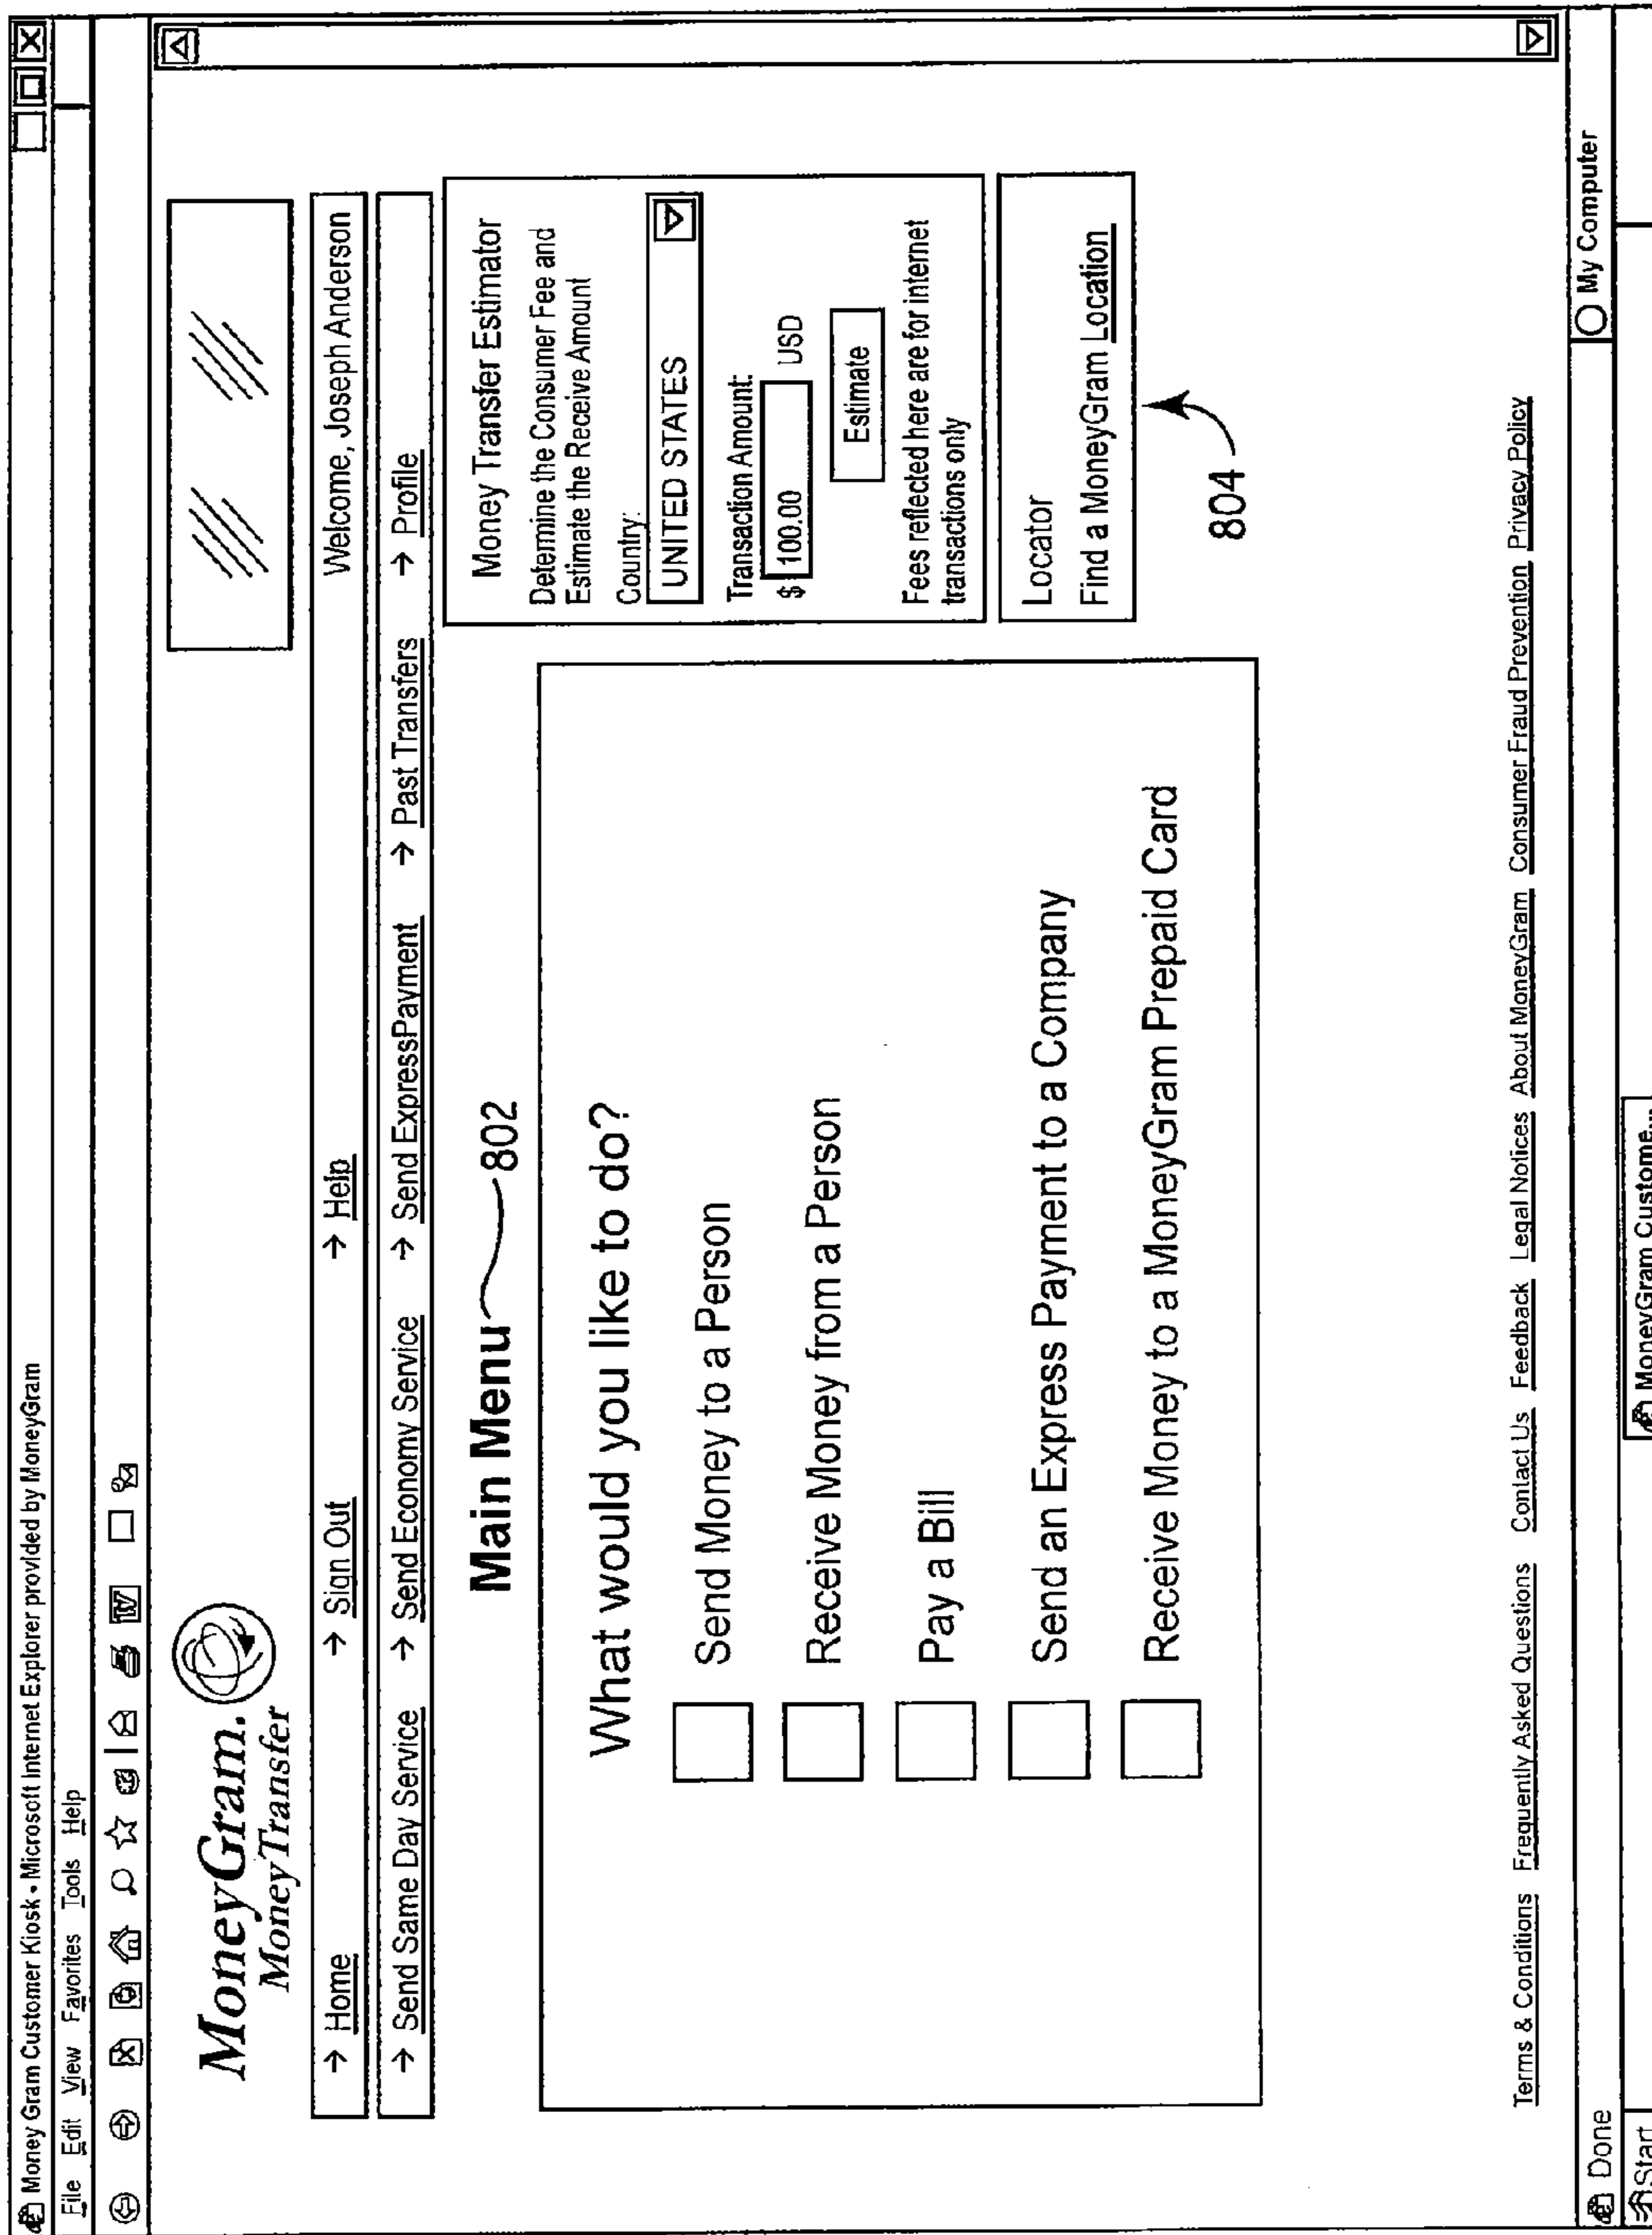 Money Gram Customer Kiosk • Microsoft Internet Explorer provided by MoneyGram
File Edit View Favorites Tools Help
W
MoneyGram.
MoneyTransfer
→ Home → Sign Out → Help Welcome, Joseph Anderson
→ Send Same Day Service → Send Economy Service → Send ExpressPayment → Past Transfers → Profile
Main Menu 802
What would you like to do?
Send Money to a Person
Receive Money from a Person
Pay a Bill
Send an Express Payment to a Company
Receive Money to a MoneyGram Prepaid Card
Money Transfer Estimator
Determine the Consumer Fee and
Estimate the Receive Amount
Country:
UNITED STATES
Transaction Amount:
$ 100.00 USD
Estimate
Fees reflected here are for internet
transactions only
Locator
Find a MoneyGram Location
804
Terms & Conditions Frequently Asked Questions Contact Us Feedback Legal Notices About MoneyGram Consumer Fraud Prevention Privacy Policy
Done My Computer
Start MoneyGram Custome...